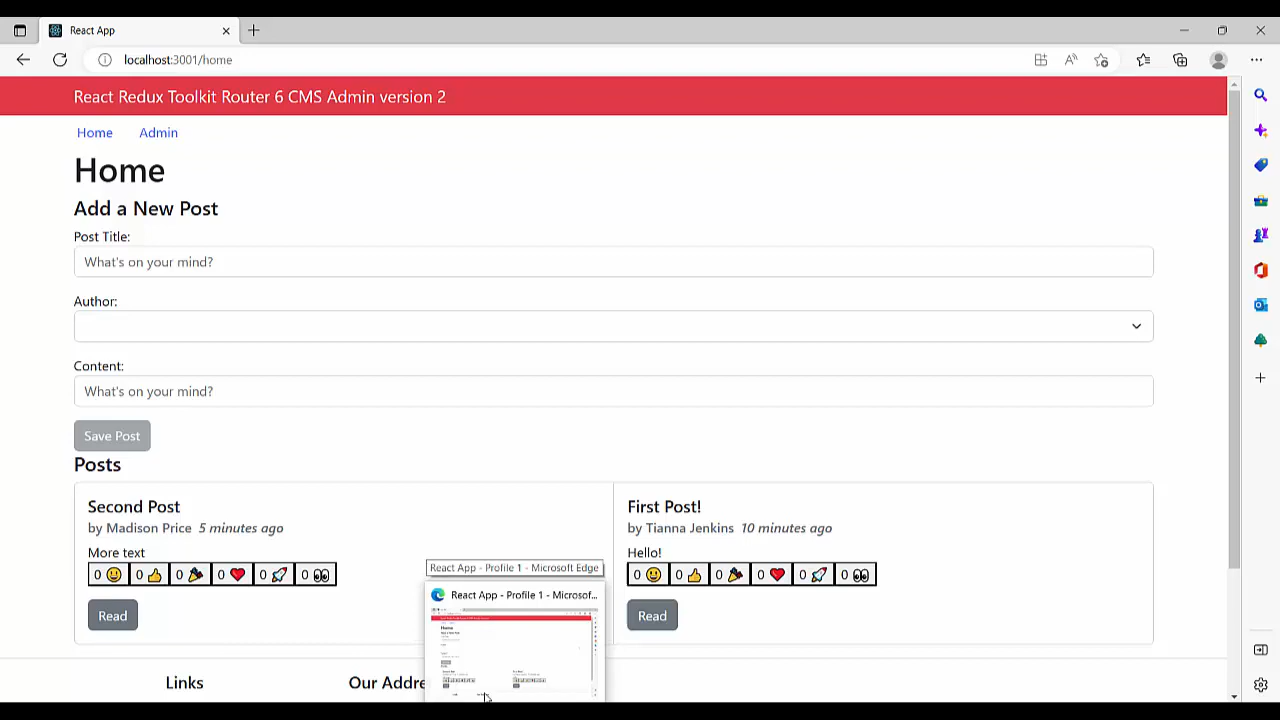 React App
localhost:3001/home
React Redux Toolkit Router 6 CMS Admin version 2
Home Admin
Home
Add a New Post
Post Title:
What's on your mind?
Author:
Content:
What's on your mind?
Save Post
Posts
Second Post
by Madison Price 5 minutes ago
More text
0 😃 0 👍 0 🎉 0 ❤️ 0 🚀 0 👀
Read
First Post!
by Tianna Jenkins 10 minutes ago
Hello!
0 😃 0 👍 0 🎉 0 ❤️ 0 🚀 0 👀
Read
React App - Profile 1 - Microsoft Edge
React App - Profile 1 - Microsof...
Links
Our Addre